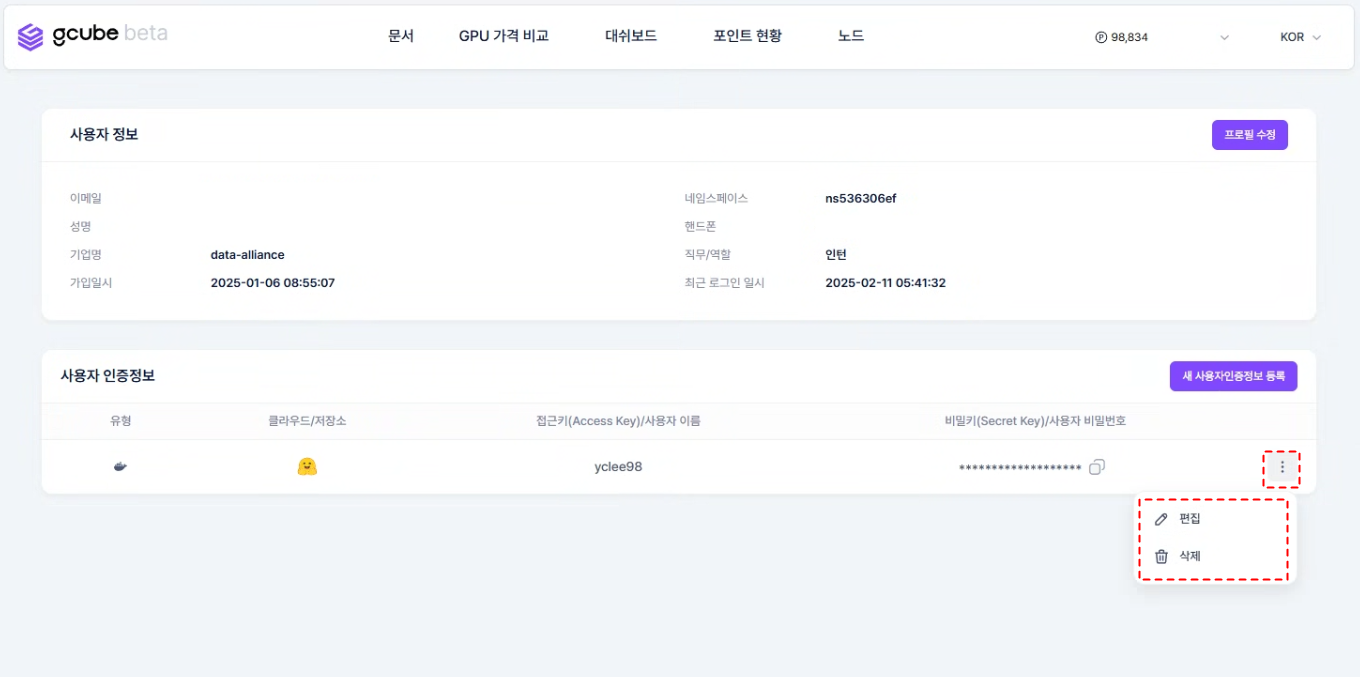 gcube beta 문서 GPU 가격 비교 대쉬보드 포인트 현황 노드 Ⓟ 98,834 KOR
사용자 정보 프로필 수정
이메일 네임스페이스 ns536306ef
성명 핸드폰
기업명 data-alliance 직무/역할 인턴
가입일시 2025-01-06 08:55:07 최근 로그인 일시 2025-02-11 05:41:32
사용자 인증정보 새 사용자인증정보 등록
유형 클라우드/저장소 접근키(Access Key)/사용자 이름 비밀키(Secret Key)/사용자 비밀번호
yclee98 *******************
편집
삭제